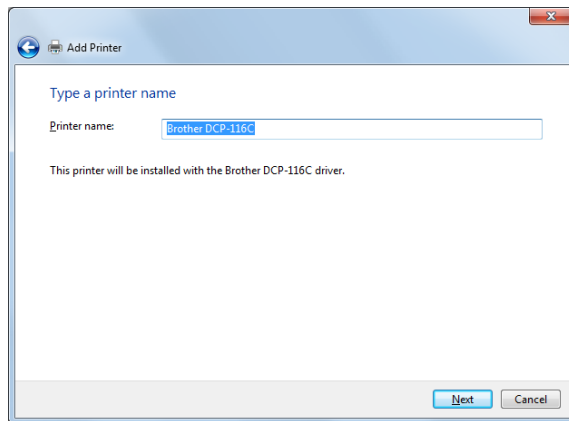 Add Printer
Type a printer name
Printer name: Brother DCP-116C
This printer will be installed with the Brother DCP-116C driver.
Next Cancel